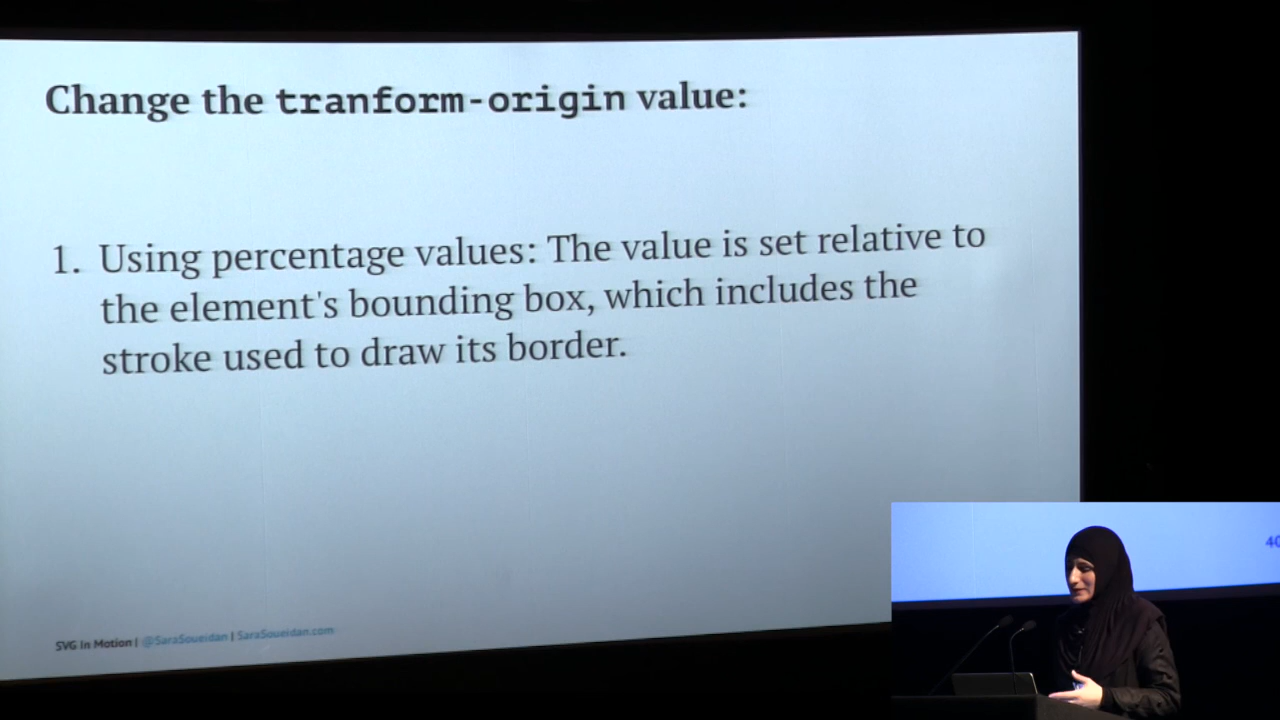 Change the tranform-origin value:
1. Using percentage values: The value is set relative to
the element's bounding box, which includes the
stroke used to draw its border.
SVG In Motion | @SaraSoueidan | SaraSoueidan.com
40